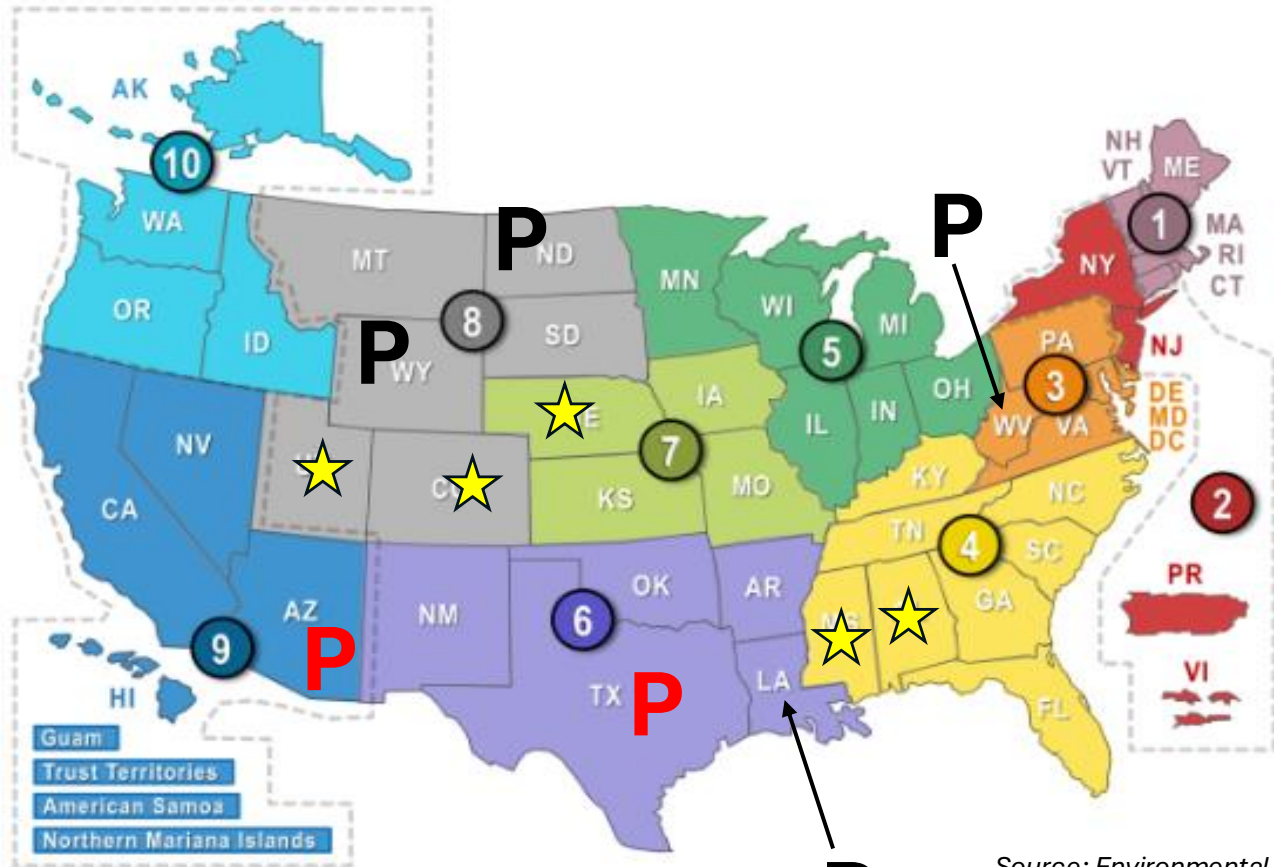 AK
10
NH
VT
ME
1
MA
RI
CT
WA
MT
P
ND
P
MN
NY
OR
ID
8
SD
WI
MI
P
WY
5
PA
NJ
3
DE
MD
DC
NV
IA
OH
IL
IN
WV
VA
7
CA
KS
MO
KY
NC
2
TN
4
SC
PR
AZ
NM
OK
AR
GA
6
9
P
HI
TX
P
LA
VI
FL
Guam
Trust Territories
American Samoa
Northern Mariana Islands
Source: Environmental